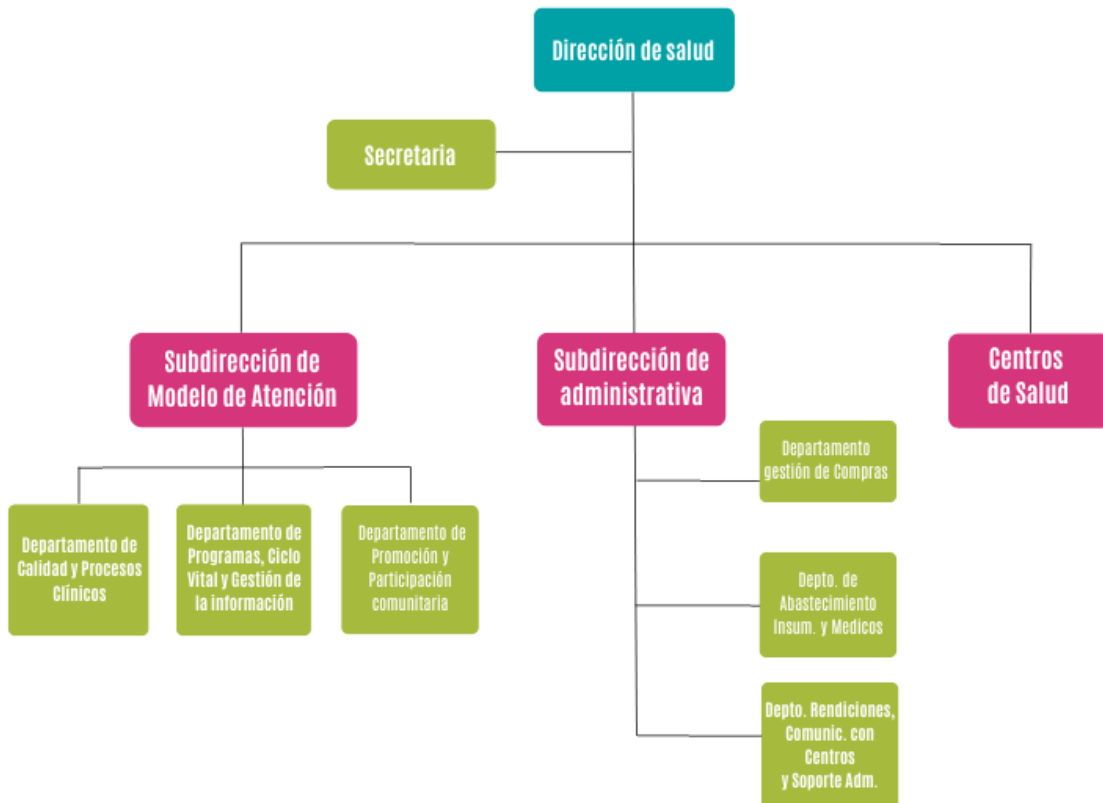 Dirección de salud
Secretaria
Subdirección de
Modelo de Atención
Subdirección de
administrativa
Centros
de Salud
Departamento de
Calidad y Procesos
Clínicos
Departamento de
Programas, Ciclo
Vital y Gestión de
la información
Departamento de
Promoción y
Participación
comunitaria
Departamento
gestión de Compras
Depto. de
Abastecimiento
Insum. y Medicos
Depto. Rendiciones,
Comunic. con
Centros
y Soporte Adm.